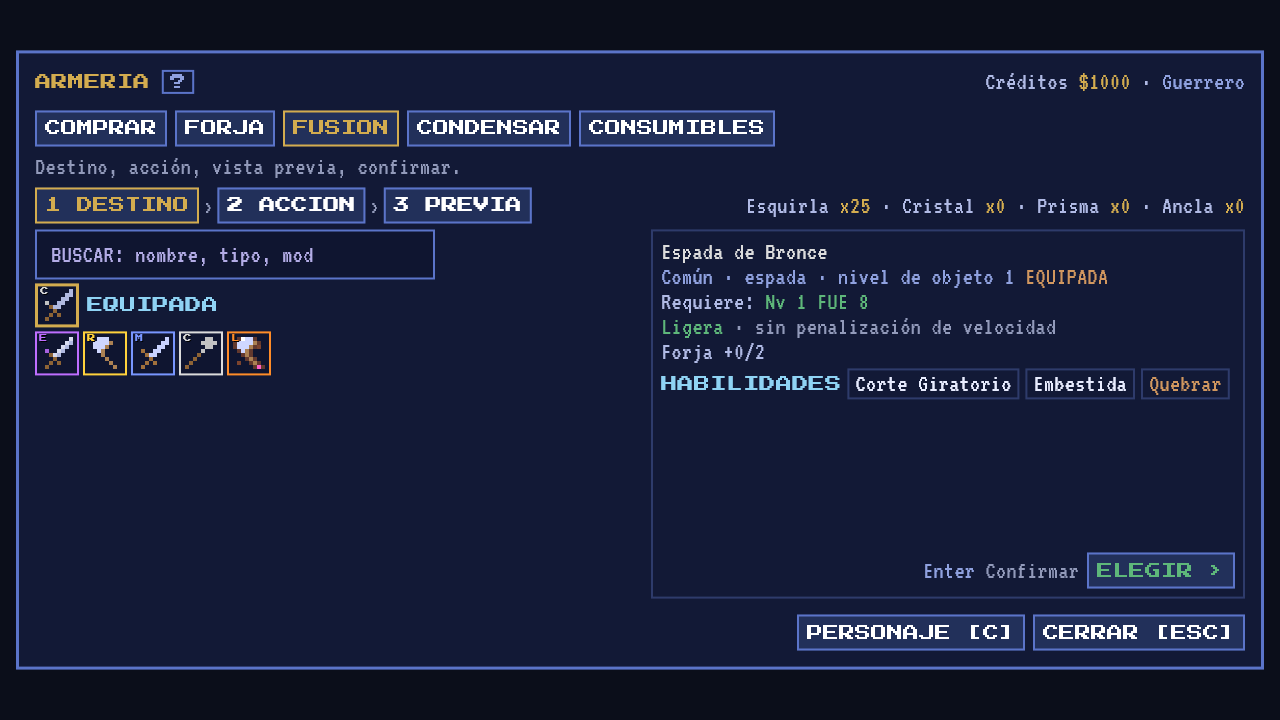 ARMERIA ? Créditos $1000 · Guerrero
COMPRAR FORJA FUSION CONDENSAR CONSUMIBLES
Destino, acción, vista previa, confirmar.
1 DESTINO › 2 ACCION › 3 PREVIA Esquirla x25 · Cristal x0 · Prisma x0 · Ancla x0
BUSCAR: nombre, tipo, mod
C EQUIPADA
E R M C L
Espada de Bronce
Común · espada · nivel de objeto 1 EQUIPADA
Requiere: Nv 1 FUE 8
Ligera · sin penalización de velocidad
Forja +0/2
HABILIDADES Corte Giratorio Embestida Quebrar
Enter Confirmar ELEGIR >
PERSONAJE [C] CERRAR [ESC]